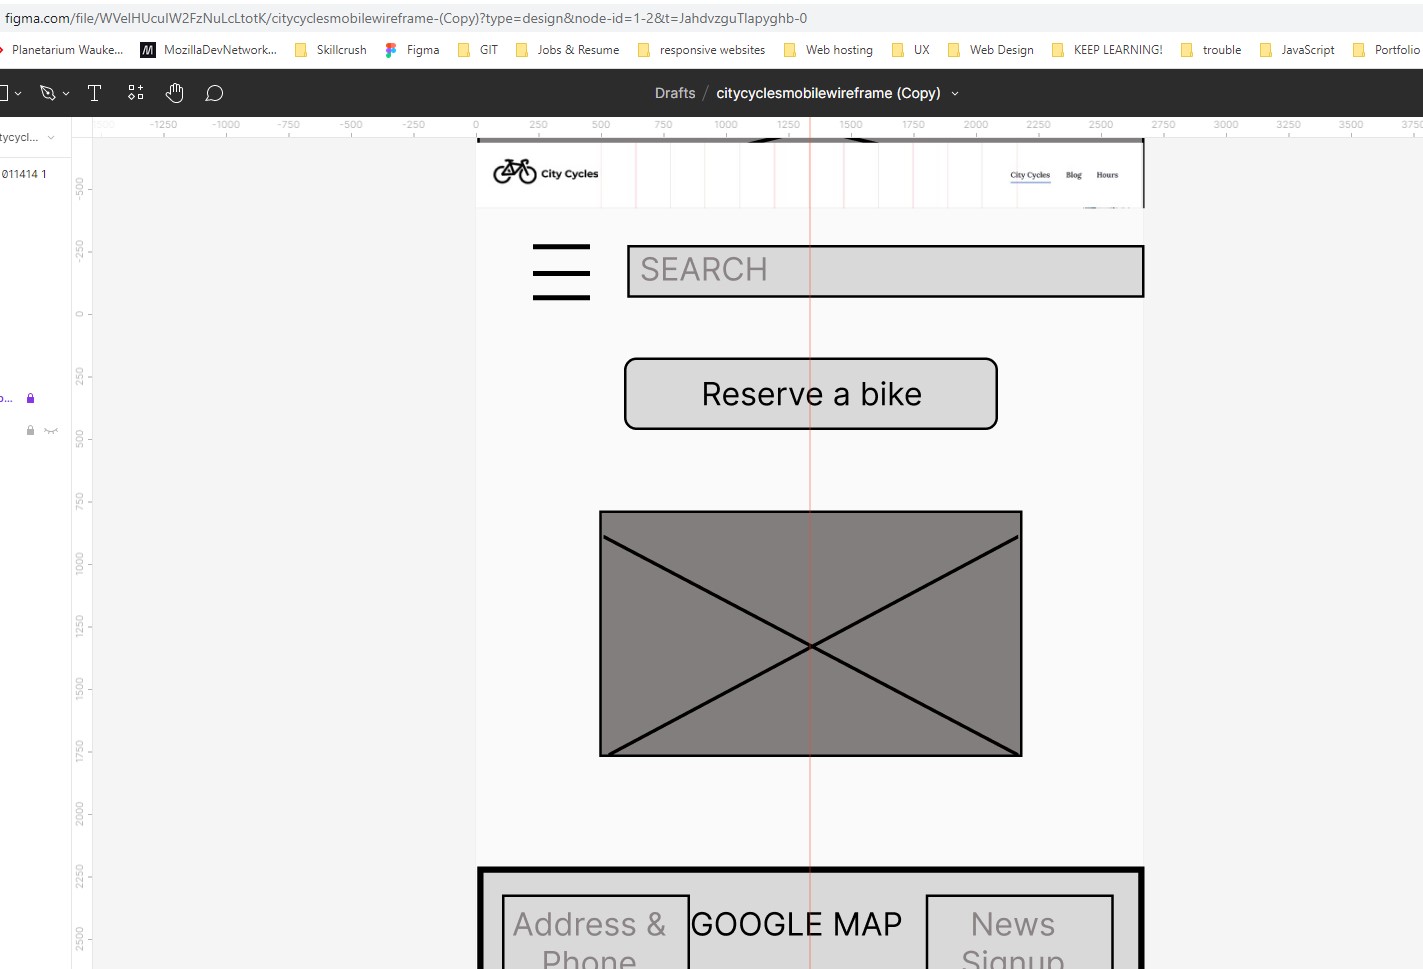 figma.com/file/WVelHUcuIW2FzNuLcLtotK/citycyclesmobilewireframe-(Copy)?type=design&node-id=1-2&t=JahdvzguTlapyghb-0
Planetarium Wauke... MozillaDevNetwork... Skillcrush Figma GIT Jobs & Resume responsive websites Web hosting UX Web Design KEEP LEARNING! trouble JavaScript Portfolio
Drafts / citycyclesmobilewireframe (Copy)
-500 -1250 -1000 -750 -500 -250 0 250 500 750 1000 1250 1500 1750 2000 2250 2500 2750 3000 3250 3500 3750
tycycl...
011414 1
City Cycles
City Cycles Blog Hours
-500
-250
SEARCH
0
250
Reserve a bike
o...
500
750
1000
1250
1500
1750
2000
2250
Address & GOOGLE MAP News
2500
Phone Signup